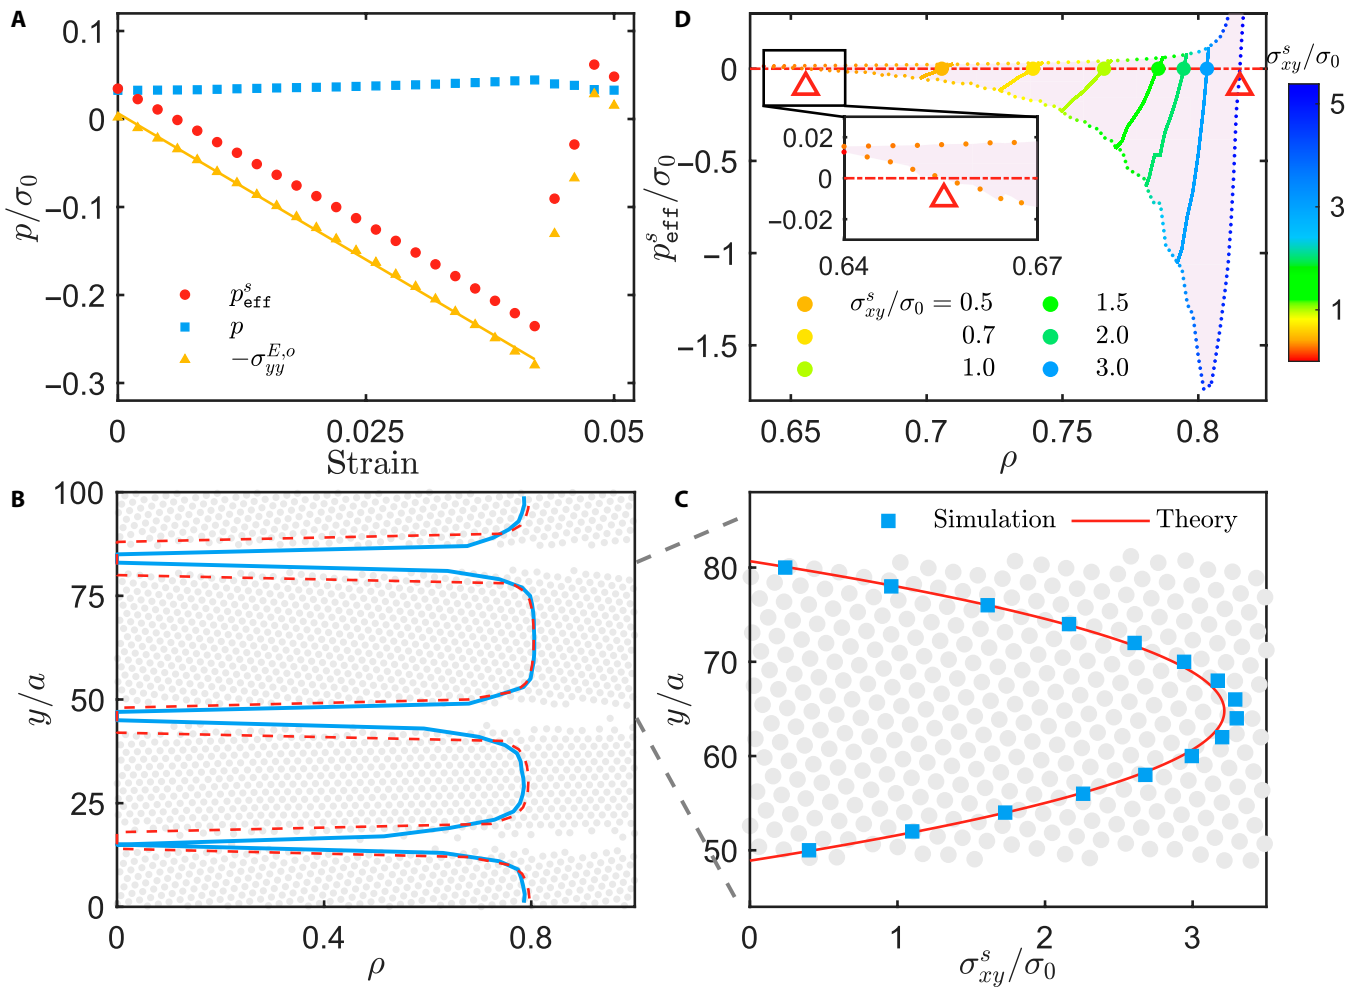 A
0.1
0
−0.1
−0.2
−0.3
p/σ₀
p^s_eff
p
−σ^{E,o}_{yy}
0
0.025
0.05
Strain
D
0
−0.5
−1
−1.5
p^s_eff/σ₀
0.02
0
−0.02
0.64
0.67
σ^s_{xy}/σ₀ = 0.5
0.7
1.0
1.5
2.0
3.0
0.65
0.7
0.75
0.8
ρ
σ^s_{xy}/σ₀
5
3
1
B
100
75
50
25
0
y/a
0
0.4
0.8
ρ
C
Simulation
Theory
80
70
60
50
y/a
0
1
2
3
σ^s_{xy}/σ₀